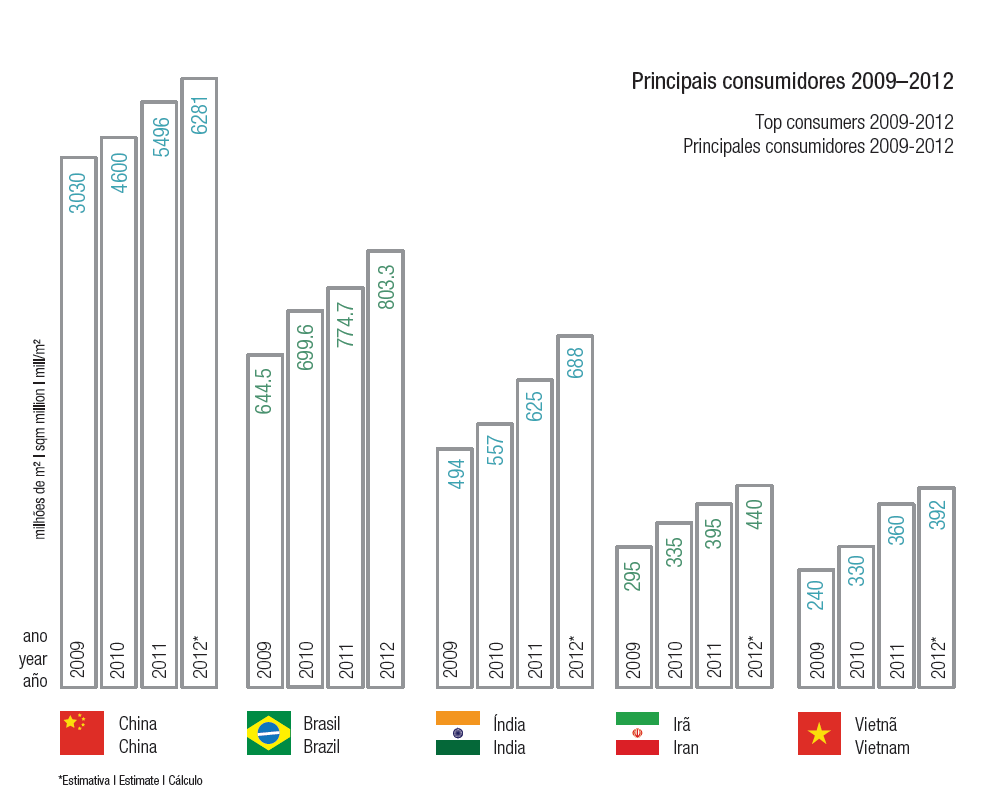 Principais consumidores 2009–2012
Top consumers 2009-2012
Principales consumidores 2009-2012
milhões de m² I sqm million I mill/m²
3030
4600
5496
6281
644.5
699.6
774.7
803.3
494
557
625
688
295
335
395
440
240
330
360
392
ano
year
año
2009
2010
2011
2012*
2009
2010
2011
2012
2009
2010
2011
2012*
2009
2010
2011
2012*
2009
2010
2011
2012*
China
China
Brasil
Brazil
Índia
India
Irã
Iran
Vietnã
Vietnam
*Estimativa I Estimate I Cálculo